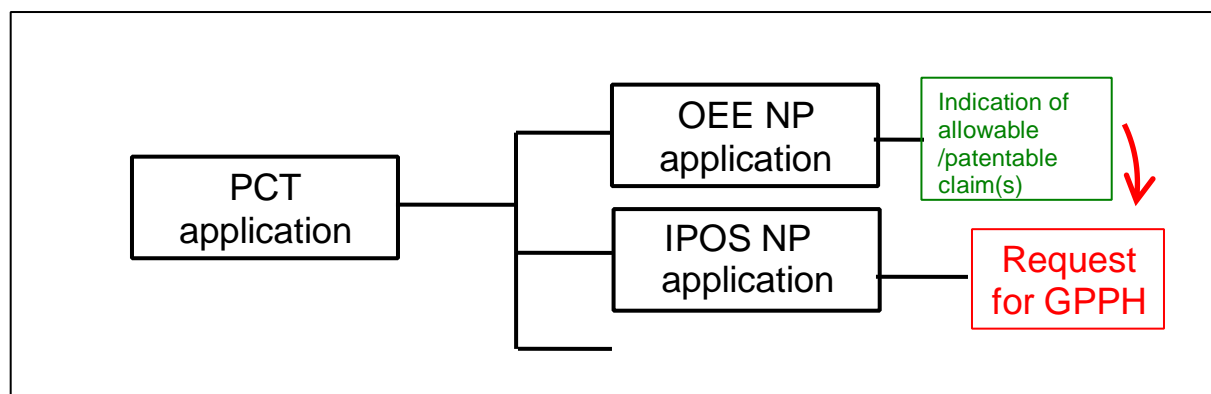 PCT
application
OEE NP
application
Indication of
allowable
/patentable
claim(s)
IPOS NP
application
Request
for GPPH